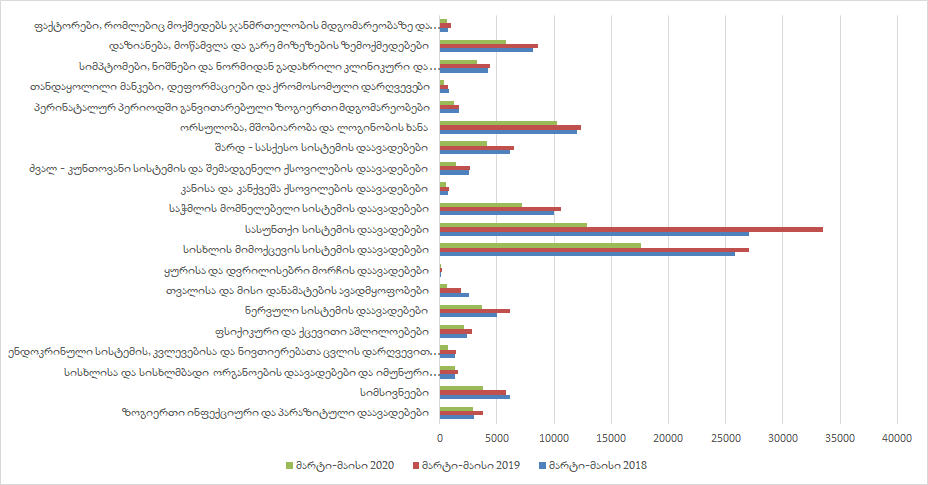 ფაქტორები, რომლებიც მოქმედებს ჯანმრთელობის მდგომარეობაზე და...
დაზიანება, მოწამვლა და გარე მიზეზების ზემოქმედებები
სიმპტომები, ნიშნები და ნორმიდან გადახრილი კლინიკური და ...
თანდაყოლილი მანკები, დეფორმაციები და ქრომოსომული დარღვევები
პერინატალურ პერიოდში განვითარებული ზოგიერთი მდგომარეობები
ორსულობა, მშობიარობა და ლოგინობის ხანა
შარდ - სასქესო სისტემის დაავადებები
ძვალ - კუნთოვანი სისტემის და შემადგენელი ქსოვილების დაავადებები
კანისა და კანქვეშა ქსოვილების დაავადებები
საჭმლის მომნელებელი სისტემის დაავადებები
სასუნთქი სისტემის დაავადებები
სისხლის მიმოქცევის სისტემის დაავადებები
ყურისა და დვრილისებრი მორჩის დაავადებები
თვალისა და მისი დანამატების ავადმყოფობები
ნერვული სისტემის დაავადებები
ფსიქიკური და ქცევითი აშლილობები
ენდოკრინული სისტემის, კვლევებისა და ნივთიერებათა ცვლის დარღვევით...
სისხლისა და სისხლმბადი ორგანოების დაავადებები და იმუნური ...
სიმსივნეები
ზოგიერთი ინფექციური და პარაზიტული დაავადებები
0 5000 10000 15000 20000 25000 30000 35000 40000
მარტი-მაისი 2020 მარტი-მაისი 2019 მარტი-მაისი 2018